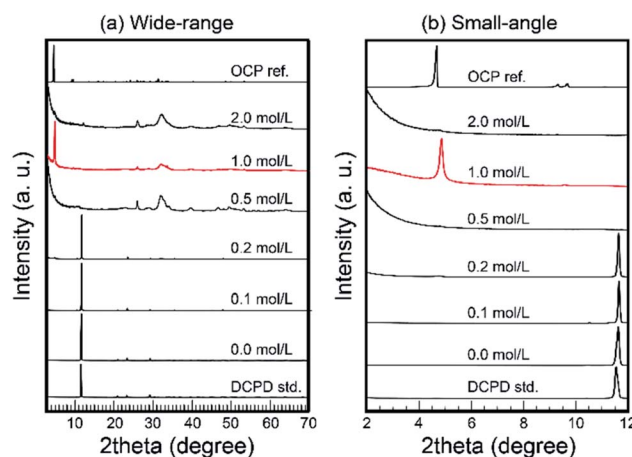 (a) Wide-range
OCP ref.
2.0 mol/L
1.0 mol/L
0.5 mol/L
0.2 mol/L
0.1 mol/L
0.0 mol/L
DCPD std.
Intensity (a. u.)
10 20 30 40 50 60 70
2theta (degree)
(b) Small-angle
OCP ref.
2.0 mol/L
1.0 mol/L
0.5 mol/L
0.2 mol/L
0.1 mol/L
0.0 mol/L
DCPD std.
Intensity (a. u.)
2 4 6 8 10 12
2theta (degree)